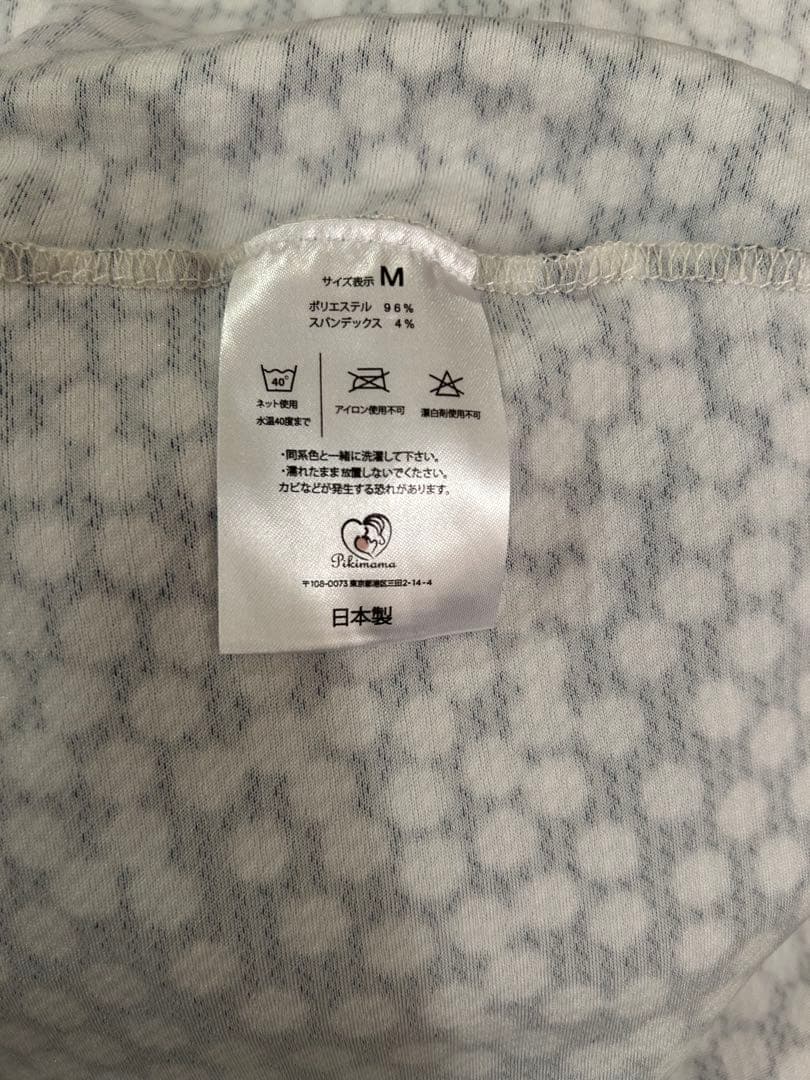 サイズ表示 M
ポリエステル 96%
スパンデックス 4%
40°
ネット使用
水温40度まで
アイロン使用不可
漂白剤使用不可
・同系色と一緒に洗濯して下さい。
・濡れたまま放置しないでください。
カビなどが発生する恐れがあります。
Pikimama
〒108-0073 東京都港区三田2-14-4
日本製